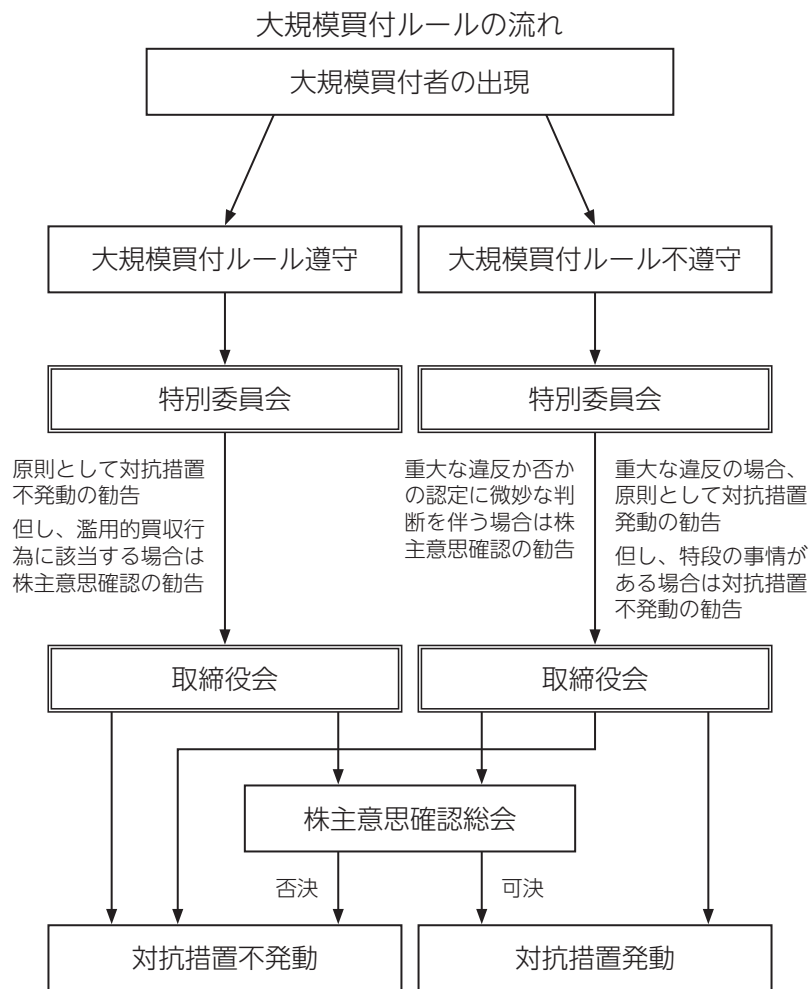 大規模買付ルールの流れ
大規模買付者の出現
大規模買付ルール遵守
大規模買付ルール不遵守
特別委員会
特別委員会
原則として対抗措置
不発動の勧告
但し、濫用的買収行
為に該当する場合は
株主意思確認の勧告
重大な違反か否か
の認定に微妙な判
断を伴う場合は株
主意思確認の勧告
重大な違反の場合、
原則として対抗措置
発動の勧告
但し、特段の事情が
ある場合は対抗措置
不発動の勧告
取締役会
取締役会
株主意思確認総会
否決
可決
対抗措置不発動
対抗措置発動